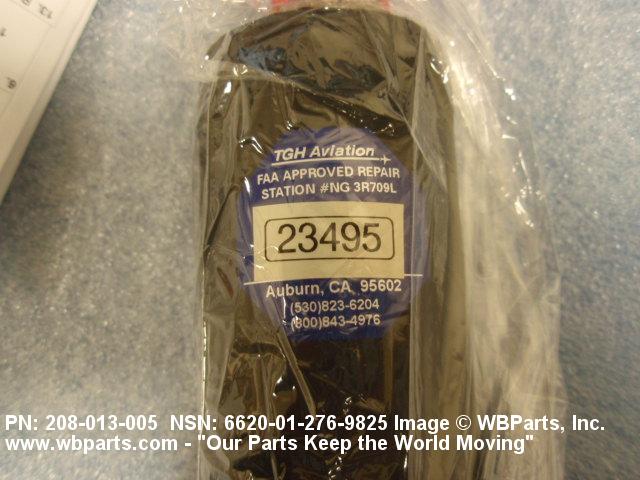 TGH Aviation
FAA APPROVED REPAIR
STATION #NG 3R709L
23495
Auburn, CA 95602
(530)823-6204
(800)843-4976
PN: 208-013-005 NSN: 6620-01-276-9825 Image © WBParts, Inc.
www.wbparts.com - "Our Parts Keep the World Moving"